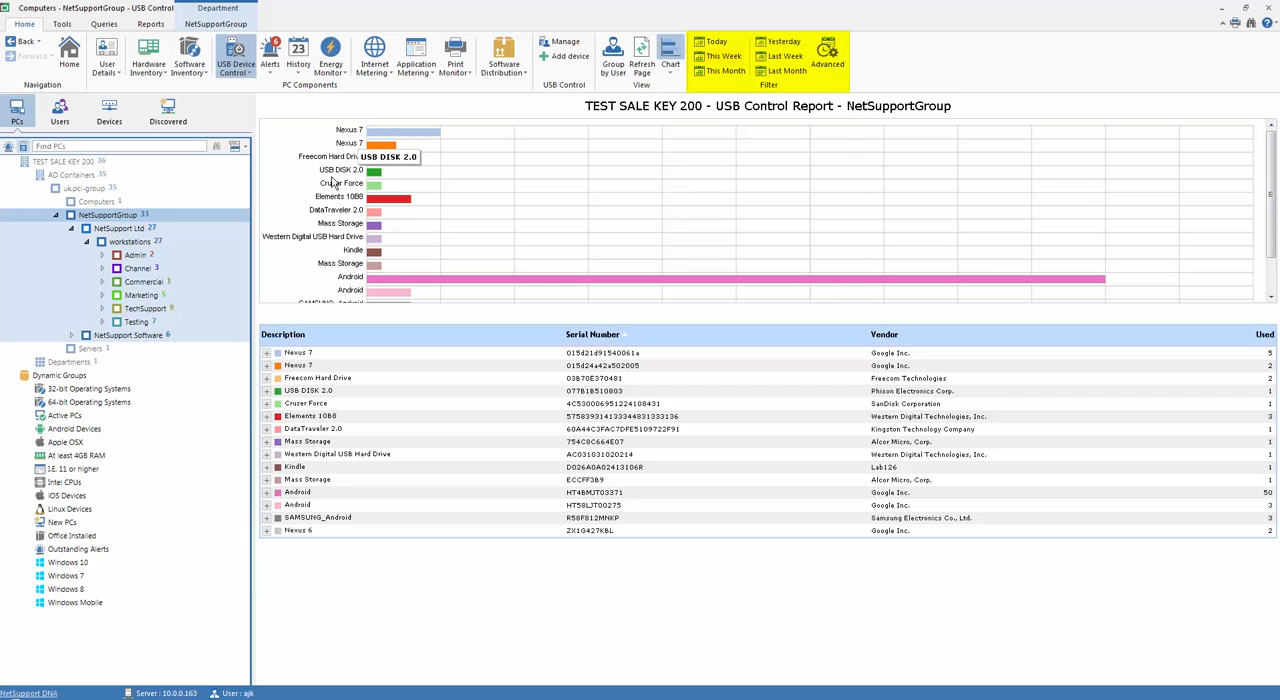 Computers - NetSupportGroup - USB Control
Department
Home Tools Queries Reports NetSupportGroup
Back
Forward
Home
User Details
Hardware Inventory
Software Inventory
USB Device Control
Alerts
History
Energy Monitor
Internet Metering
Application Metering
Print Monitor
Software Distribution
Manage
Add device
Group by User
Refresh Page
Chart
Today
This Week
This Month
Yesterday
Last Week
Last Month
Advanced
Navigation PC Components USB Control View Filter
PCs Users Devices Discovered
Find PCs
TEST SALE KEY 200 36
AD Containers 35
uk.pci-group 35
Computers 1
NetSupportGroup 33
NetSupport Ltd 27
workstations 27
Admin 2
Channel 3
Commercial 1
Marketing 5
TechSupport 9
Testing 7
NetSupport Software 6
Servers 1
Departments 1
Dynamic Groups
32-bit Operating Systems
64-bit Operating Systems
Active PCs
Android Devices
Apple OSX
At least 4GB RAM
I.E. 11 or higher
Intel CPUs
IOS Devices
Linux Devices
New PCs
Office Installed
Outstanding Alerts
Windows 10
Windows 7
Windows 8
Windows Mobile
TEST SALE KEY 200 - USB Control Report - NetSupportGroup
Nexus 7
Nexus 7
Freecom Hard Driv
USB DISK 2.0
USB DISK 2.0
Cruzer Force
Elements 10B8
DataTraveler 2.0
Mass Storage
Western Digital USB Hard Drive
Kindle
Mass Storage
Android
Android
SAMSUNG_Android
Description Serial Number Vendor Used
Nexus 7 015d21d91540061a Google Inc. 5
Nexus 7 015d24a42a502005 Google Inc. 2
Freecom Hard Drive 03B70E370481 Freecom Technologies 2
USB DISK 2.0 077B1B510803 Phison Electronics Corp. 1
Cruzer Force 4C530006951224108431 SanDisk Corporation 1
Elements 10B8 575839314133344831333136 Western Digital Technologies, Inc. 3
DataTraveler 2.0 60A44C3FAC7DFE5109722F91 Kingston Technology Company 1
Mass Storage 754C8C664E07 Alcor Micro, Corp. 1
Western Digital USB Hard Drive AC031031020214 Western Digital Technologies, Inc. 1
Kindle D026A0A02413106R Lab126 1
Mass Storage ECCFF3B9 Alcor Micro, Corp. 1
Android HT4BMJT03371 Google Inc. 50
Android HT58LJT00275 Google Inc. 3
SAMSUNG_Android R58F812MNKP Samsung Electronics Co., Ltd. 3
Nexus 6 ZX1G427KBL Google Inc. 2
NetSupport DNA Server : 10.0.0.163 User : ajk